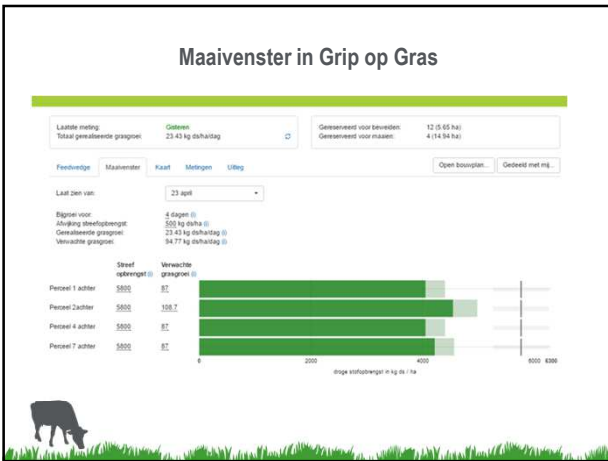 Maaivenster in Grip op Gras
Laatste meting: Gisteren
Totaal gerealiseerde grasgroei: 23.43 kg ds/ha/dag
Gereserveerd voor beweiden: 12 (5.65 ha)
Gereserveerd voor maaien: 4 (14.94 ha)
Feedwedge Maaivenster Kaart Metingen Uitleg
Open bouwplan... Gedeeld met mij...
Laat zien van: 23 april
Bijgroei voor: 4 dagen
Afwijking streefopbrengst: 500 kg ds/ha
Gerealiseerde grasgroei: 23.43 kg ds/ha/dag
Verwachte grasgroei: 94.77 kg ds/ha/dag
Streef Verwachte
opbrengst grasgroei
Perceel 1 achter 5800 87
Perceel 2achter 5800 108.7
Perceel 4 achter 5800 87
Perceel 7 achter 5800 87
0 2000 4000 6000 6300
droge stofopbrengst in kg ds / ha